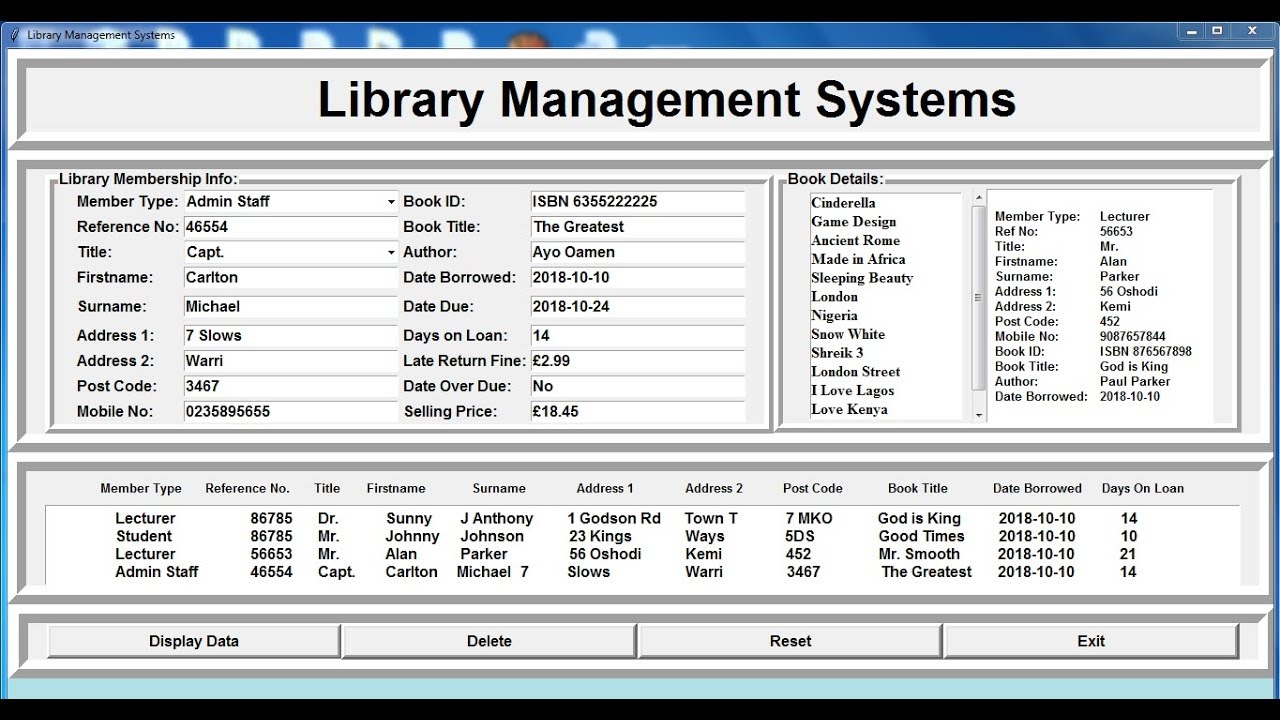 Library Management Systems
Library Management Systems
Library Membership Info:
Member Type: Admin Staff Book ID: ISBN 6355222225
Reference No: 46554 Book Title: The Greatest
Title: Capt. Author: Ayo Oamen
Firstname: Carlton Date Borrowed: 2018-10-10
Surname: Michael Date Due: 2018-10-24
Address 1: 7 Slows Days on Loan: 14
Address 2: Warri Late Return Fine: £2.99
Post Code: 3467 Date Over Due: No
Mobile No: 0235895655 Selling Price: £18.45
Book Details:
Cinderella
Game Design
Ancient Rome
Made in Africa
Sleeping Beauty
London
Nigeria
Snow White
Shreik 3
London Street
I Love Lagos
Love Kenya
Member Type: Lecturer
Ref No: 56653
Title: Mr.
Firstname: Alan
Surname: Parker
Address 1: 56 Oshodi
Address 2: Kemi
Post Code: 452
Mobile No: 9087657844
Book ID: ISBN 876567898
Book Title: God is King
Author: Paul Parker
Date Borrowed: 2018-10-10
Member Type Reference No. Title Firstname Surname Address 1 Address 2 Post Code Book Title Date Borrowed Days On Loan
Lecturer 86785 Dr. Sunny J Anthony 1 Godson Rd Town T 7 MKO God is King 2018-10-10 14
Student 86785 Mr. Johnny Johnson 23 Kings Ways 5DS Good Times 2018-10-10 10
Lecturer 56653 Mr. Alan Parker 56 Oshodi Kemi 452 Mr. Smooth 2018-10-10 21
Admin Staff 46554 Capt. Carlton Michael 7 Slows Warri 3467 The Greatest 2018-10-10 14
Display Data Delete Reset Exit